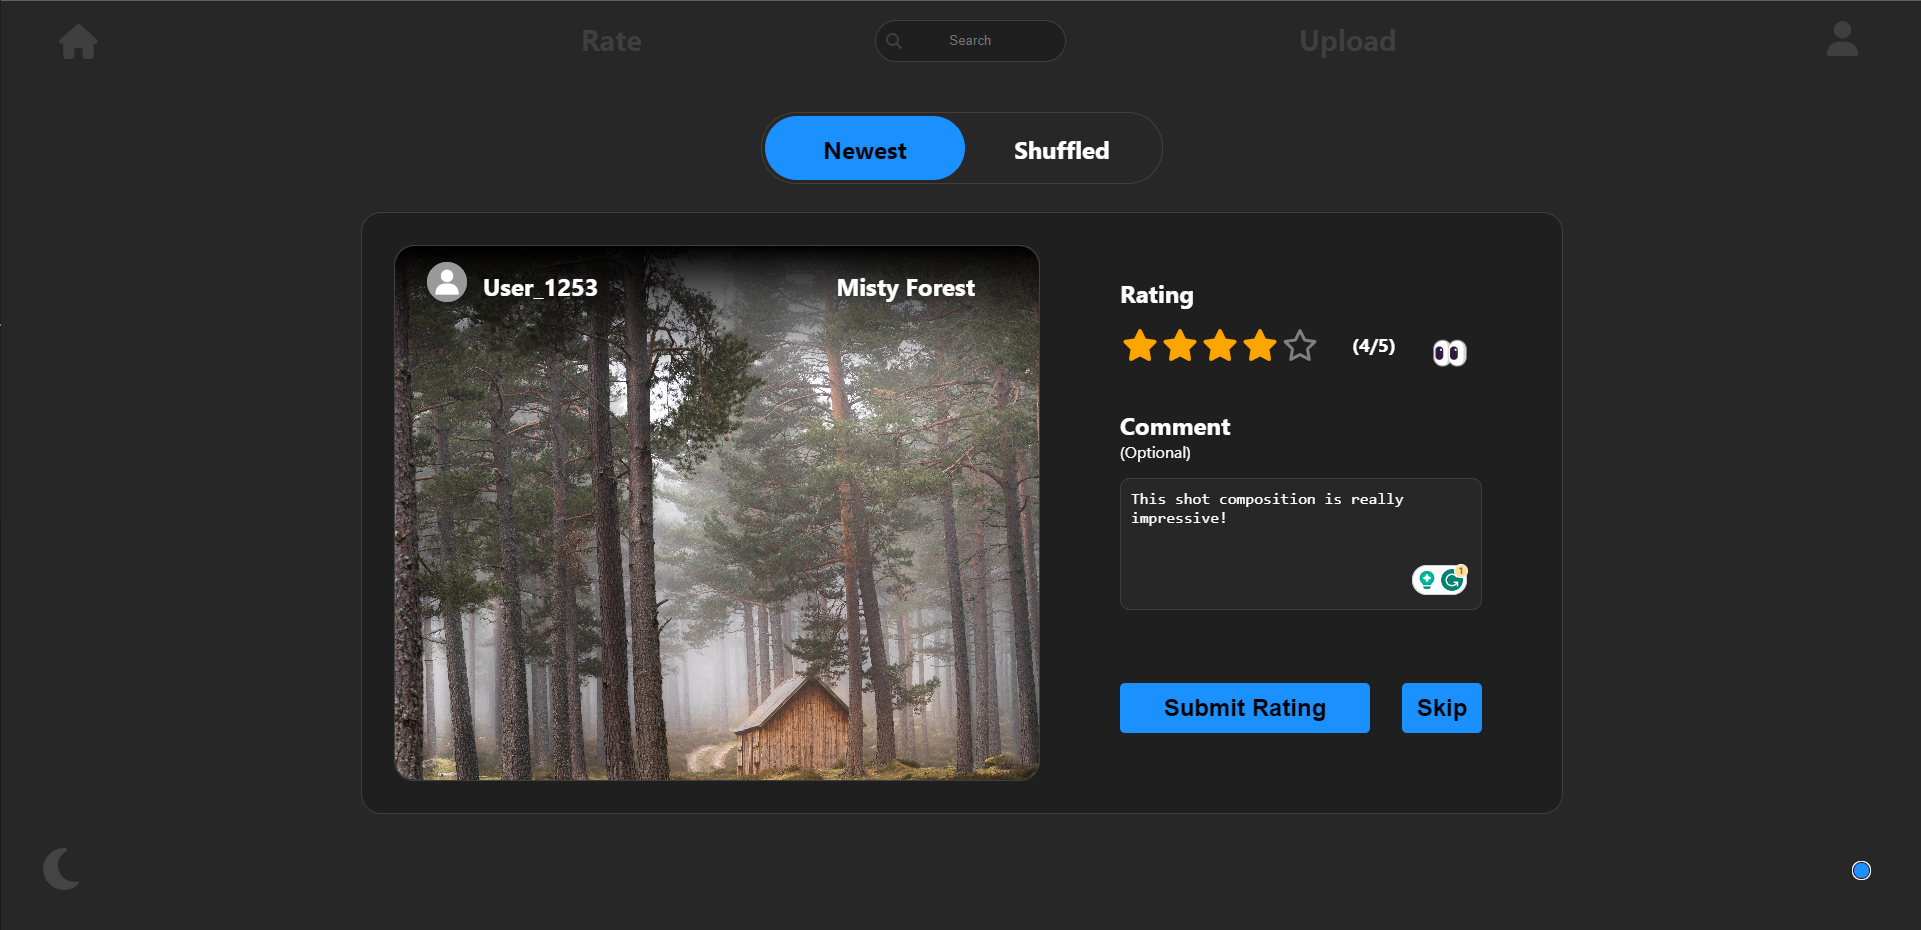 Rate
Search
Upload
Newest
Shuffled
User_1253
Misty Forest
Rating
(4/5)
Comment
(Optional)
This shot composition is really
impressive!
1
Submit Rating
Skip